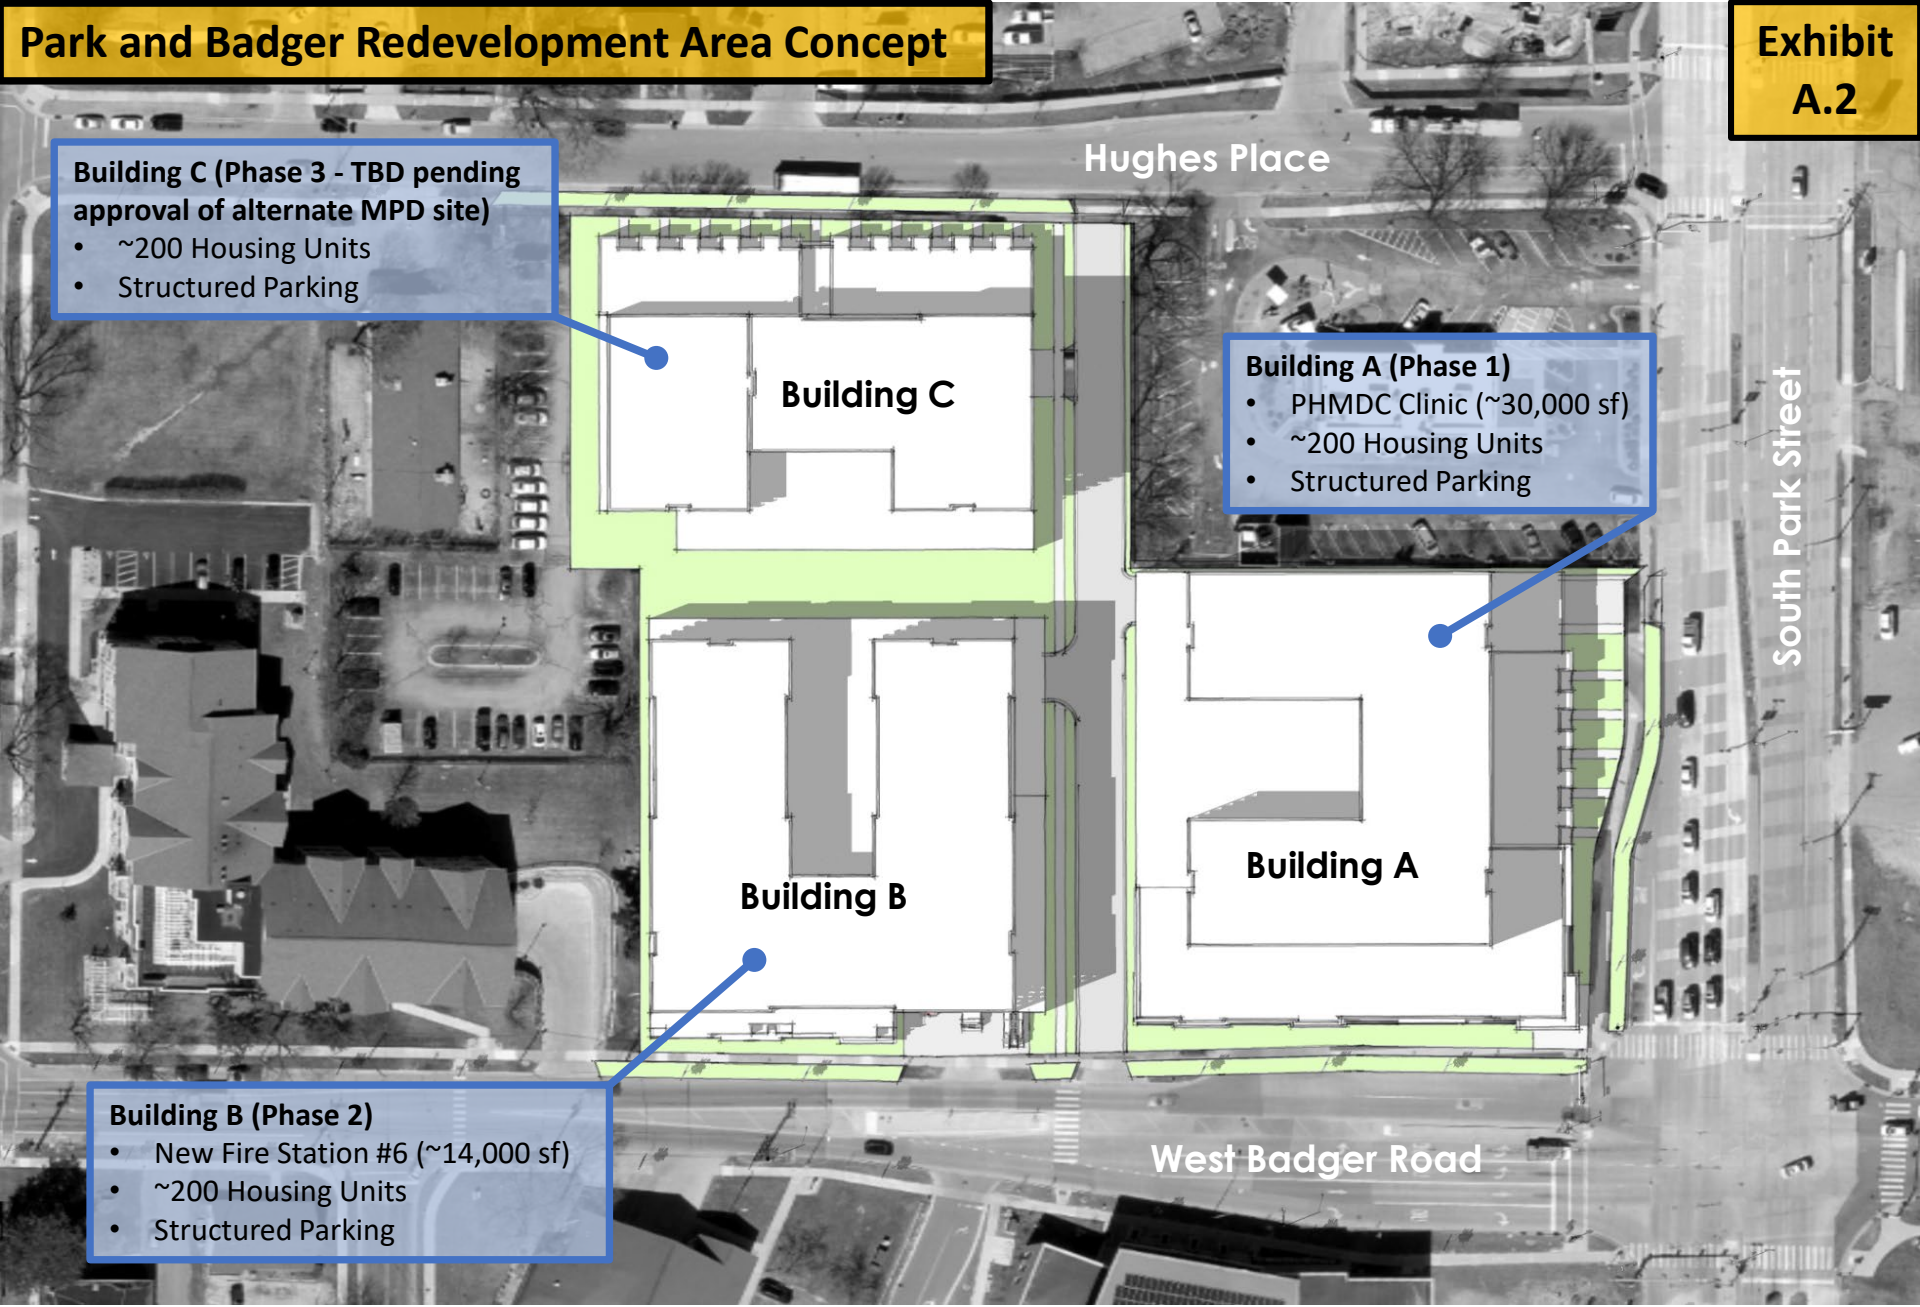 Park and Badger Redevelopment Area Concept
Exhibit
A.2
Hughes Place
Building C (Phase 3 - TBD pending
approval of alternate MPD site)
• ~200 Housing Units
• Structured Parking
Building A (Phase 1)
• PHMDC Clinic (~30,000 sf)
• ~200 Housing Units
• Structured Parking
Building C
South Park Street
Building A
Building B
Building B (Phase 2)
• New Fire Station #6 (~14,000 sf)
• ~200 Housing Units
• Structured Parking
West Badger Road